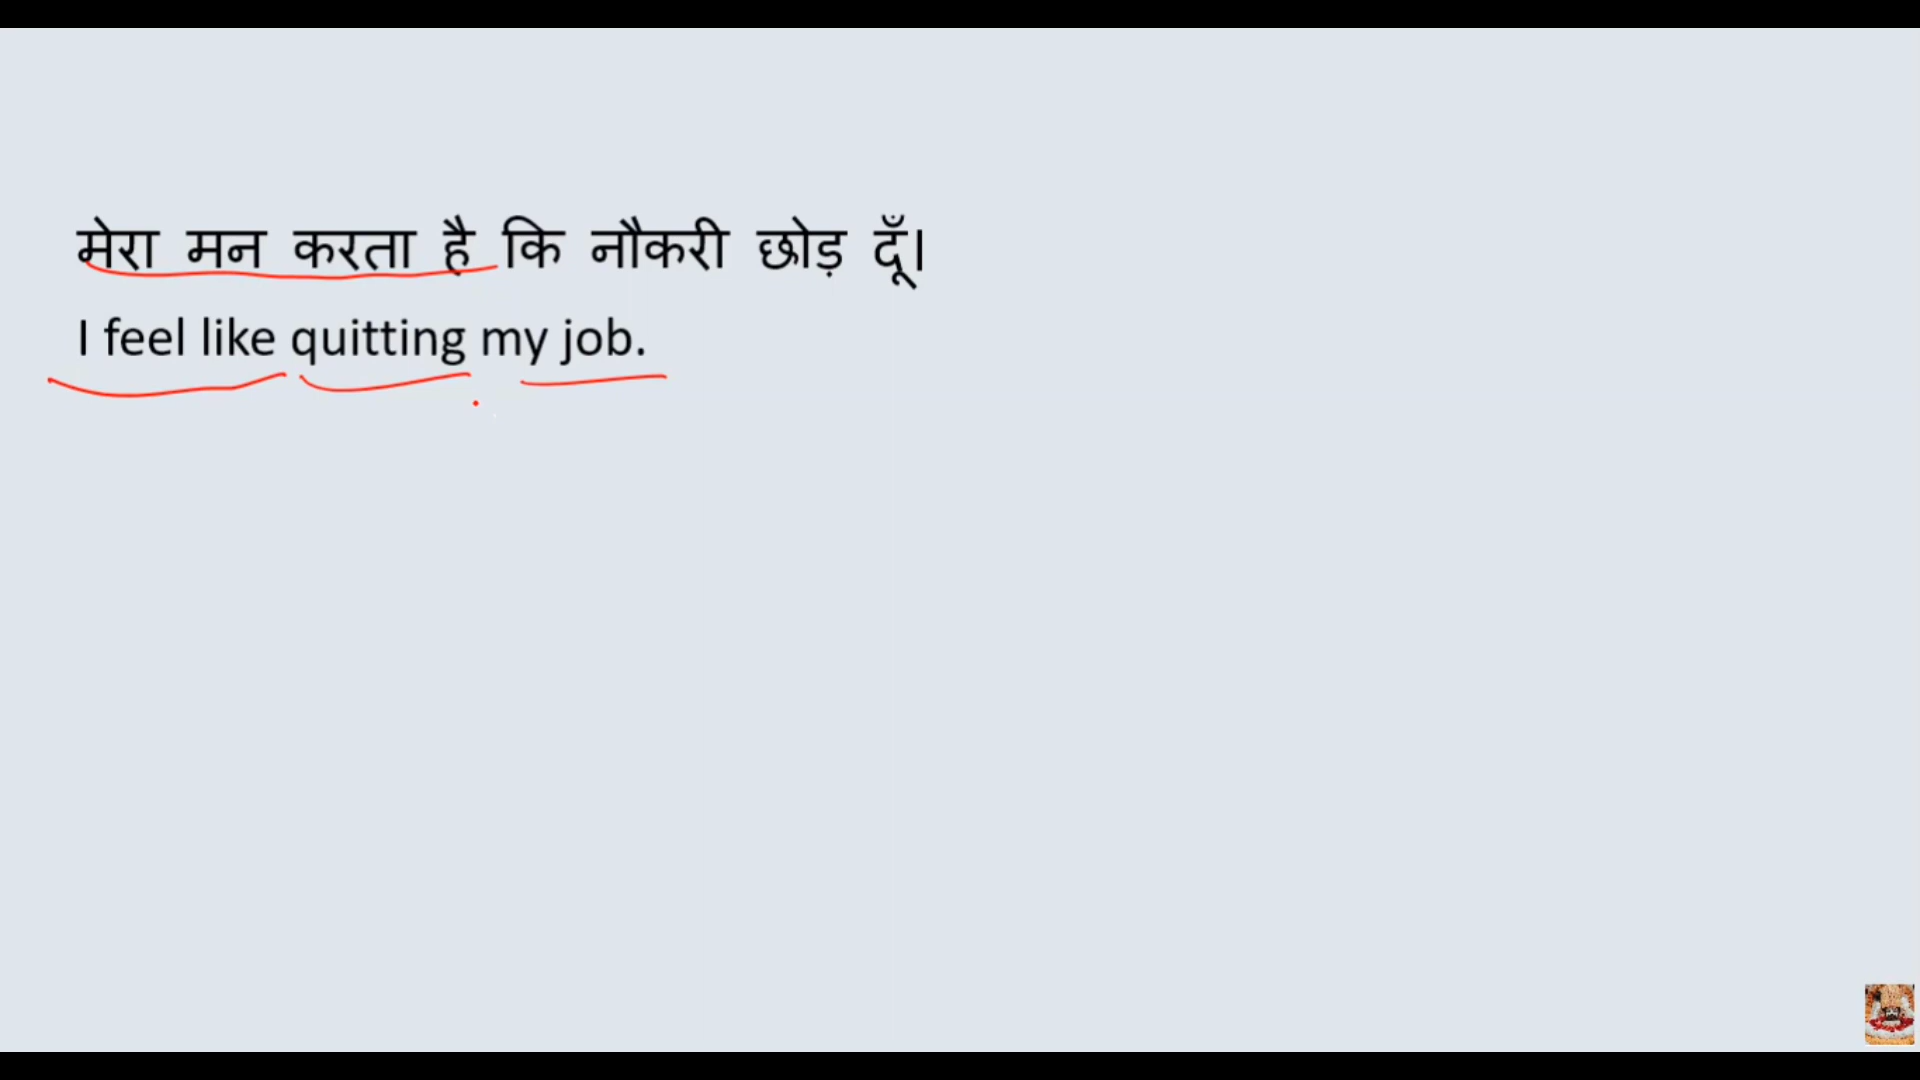 मेरा मन करता है कि नौकरी छोड़ दूँ।
I feel like quitting my job.